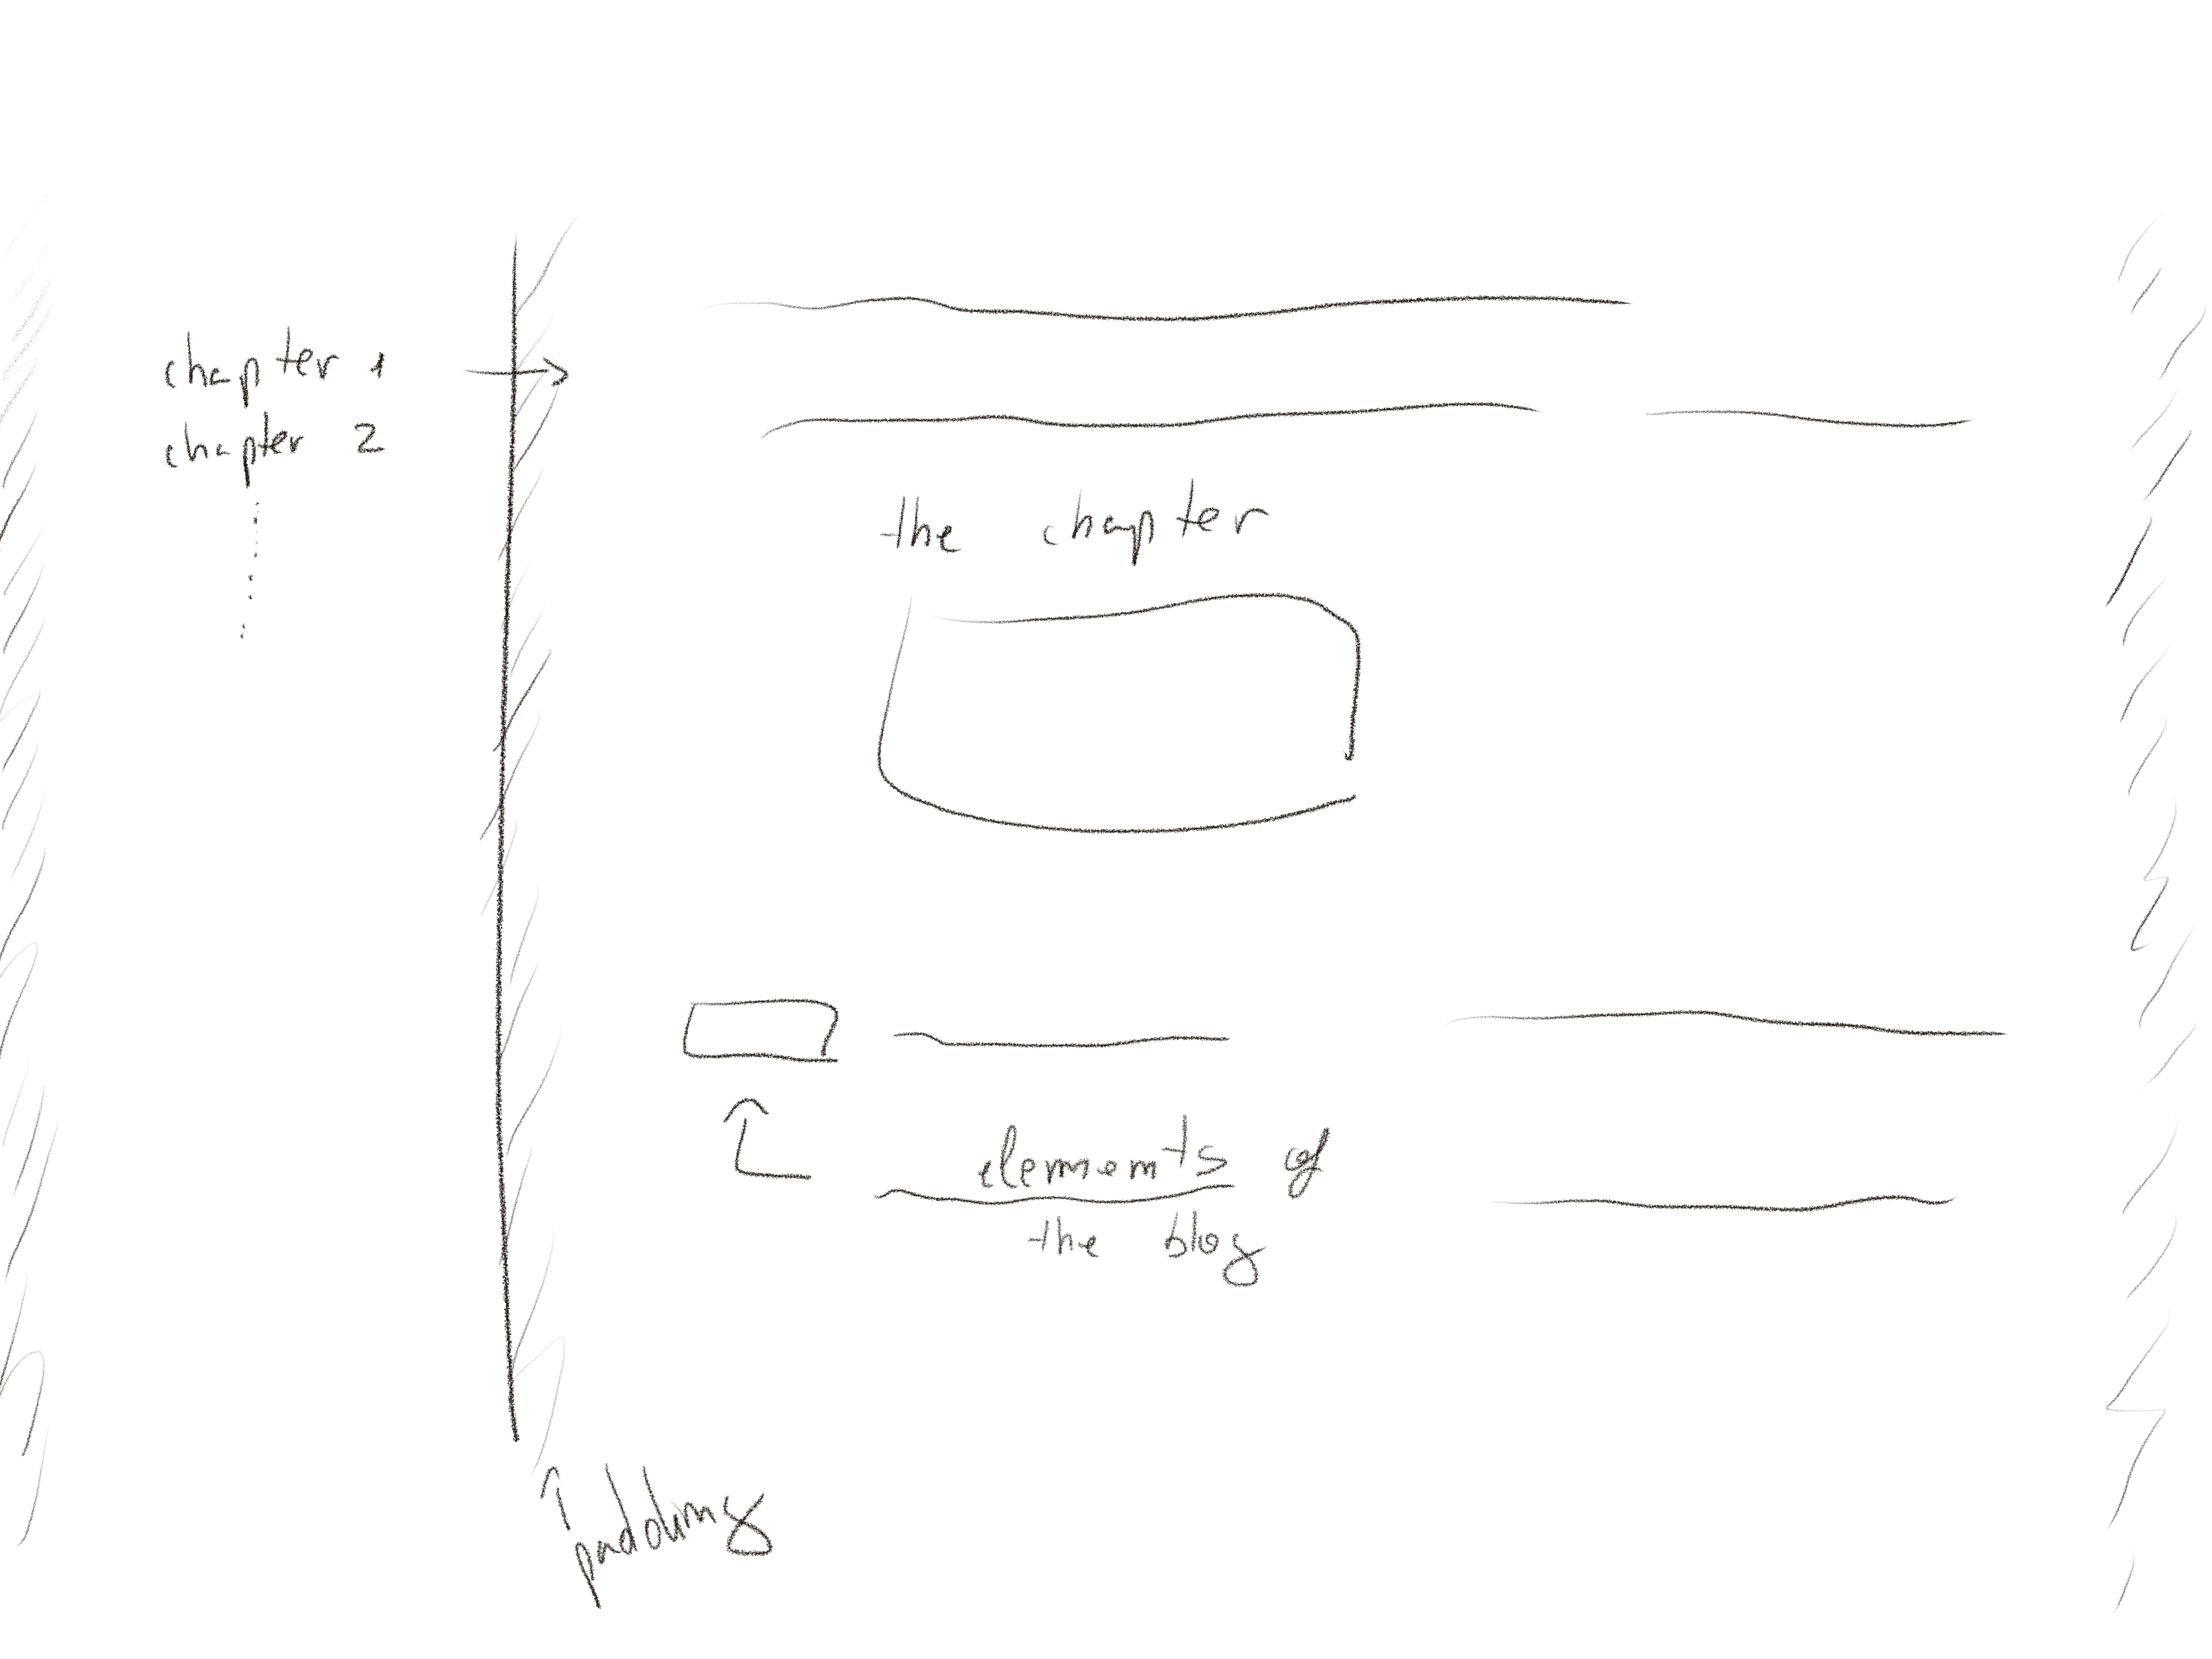 chapter 1
chapter 2
the chapter
elements of
the blog
padding